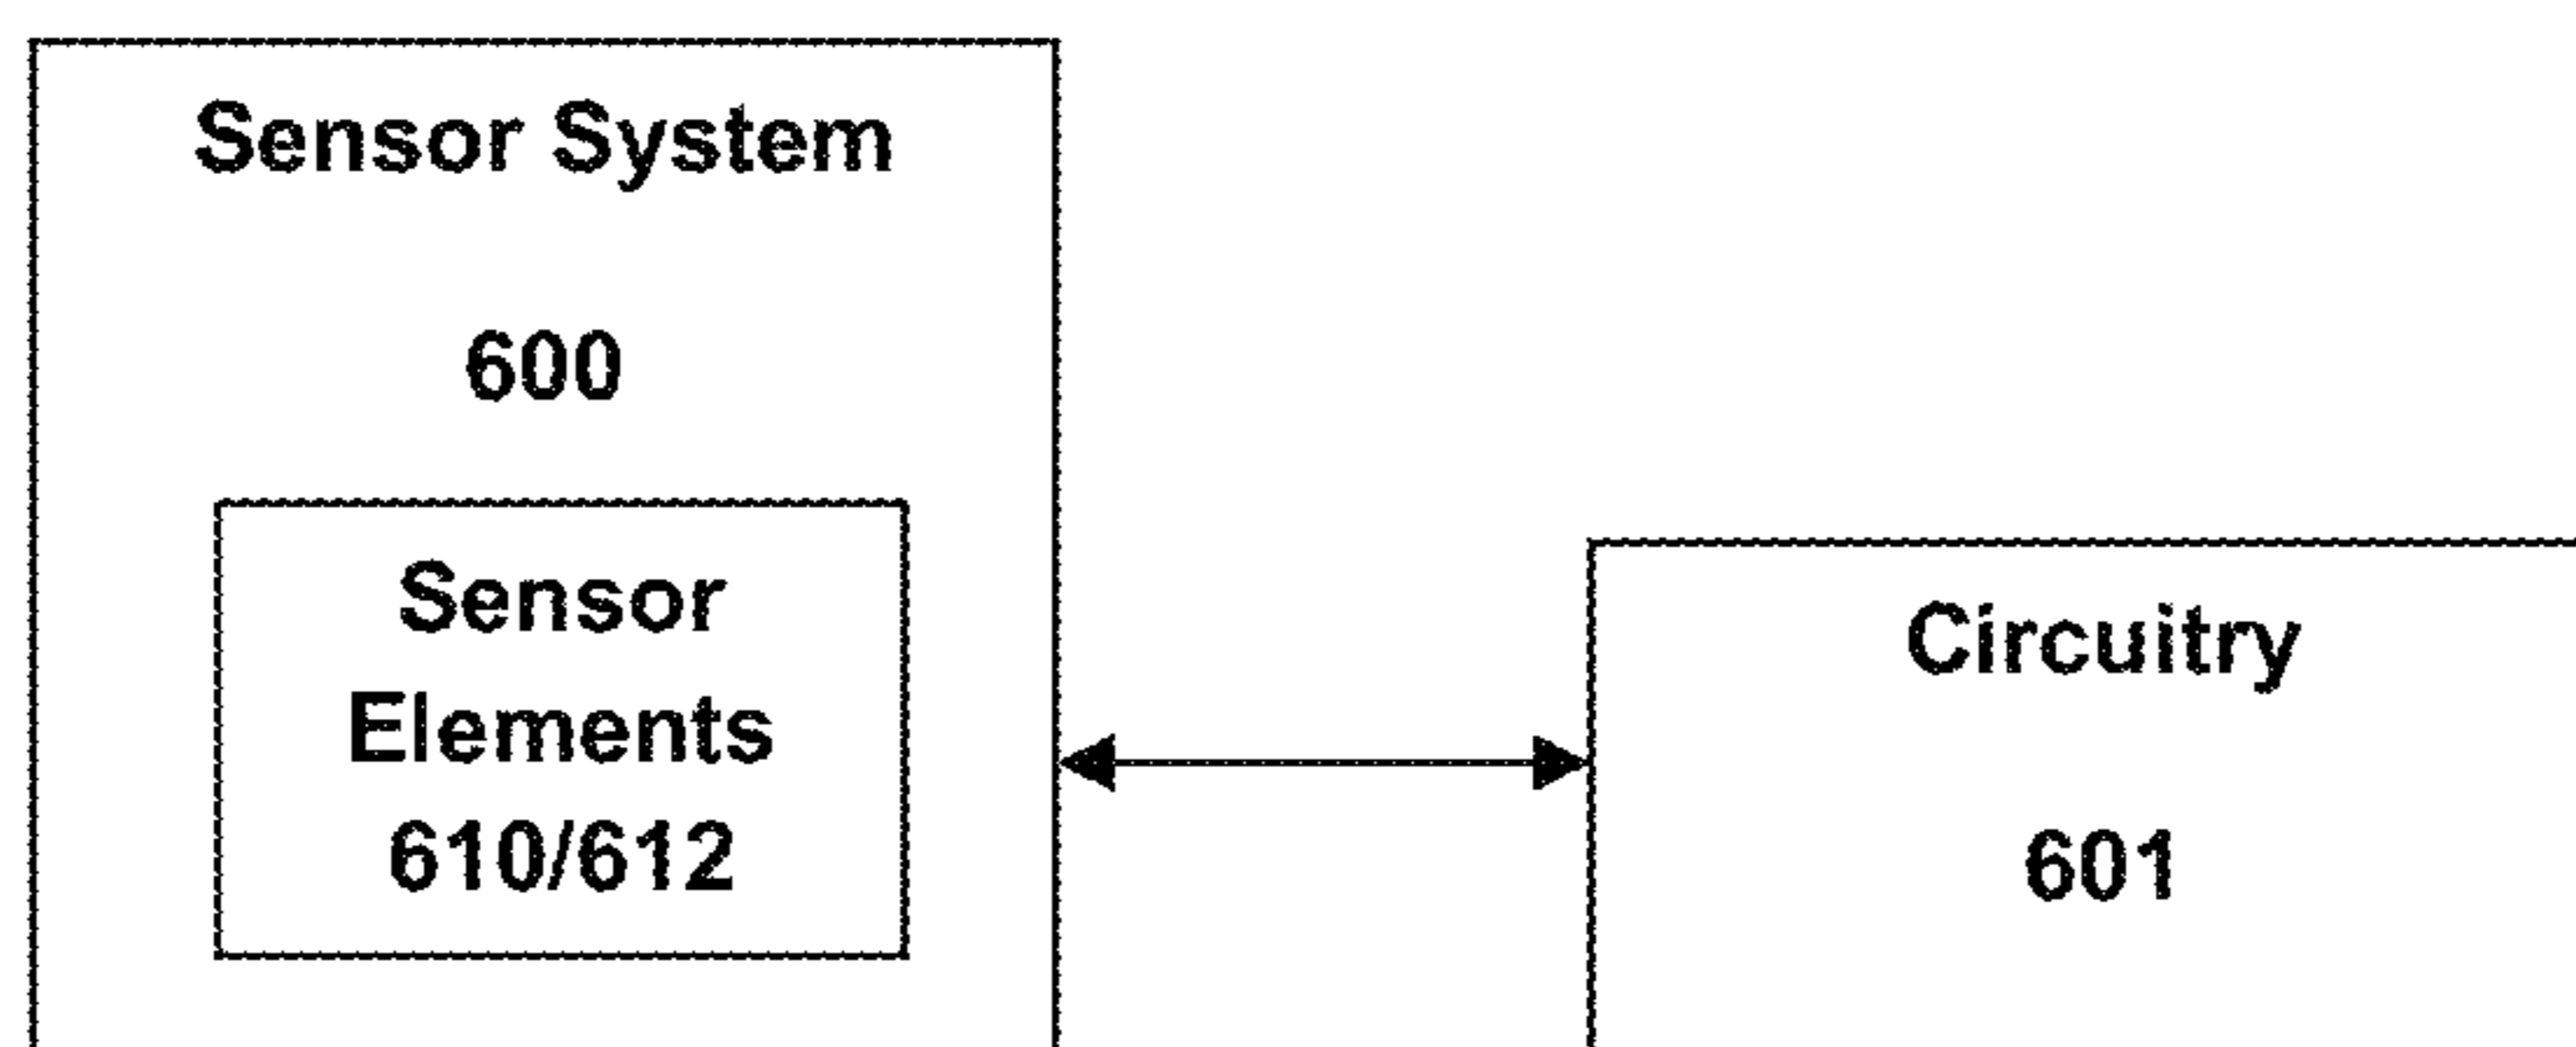 Sensor System
600
Sensor
Elements
610/612
Circuitry
601